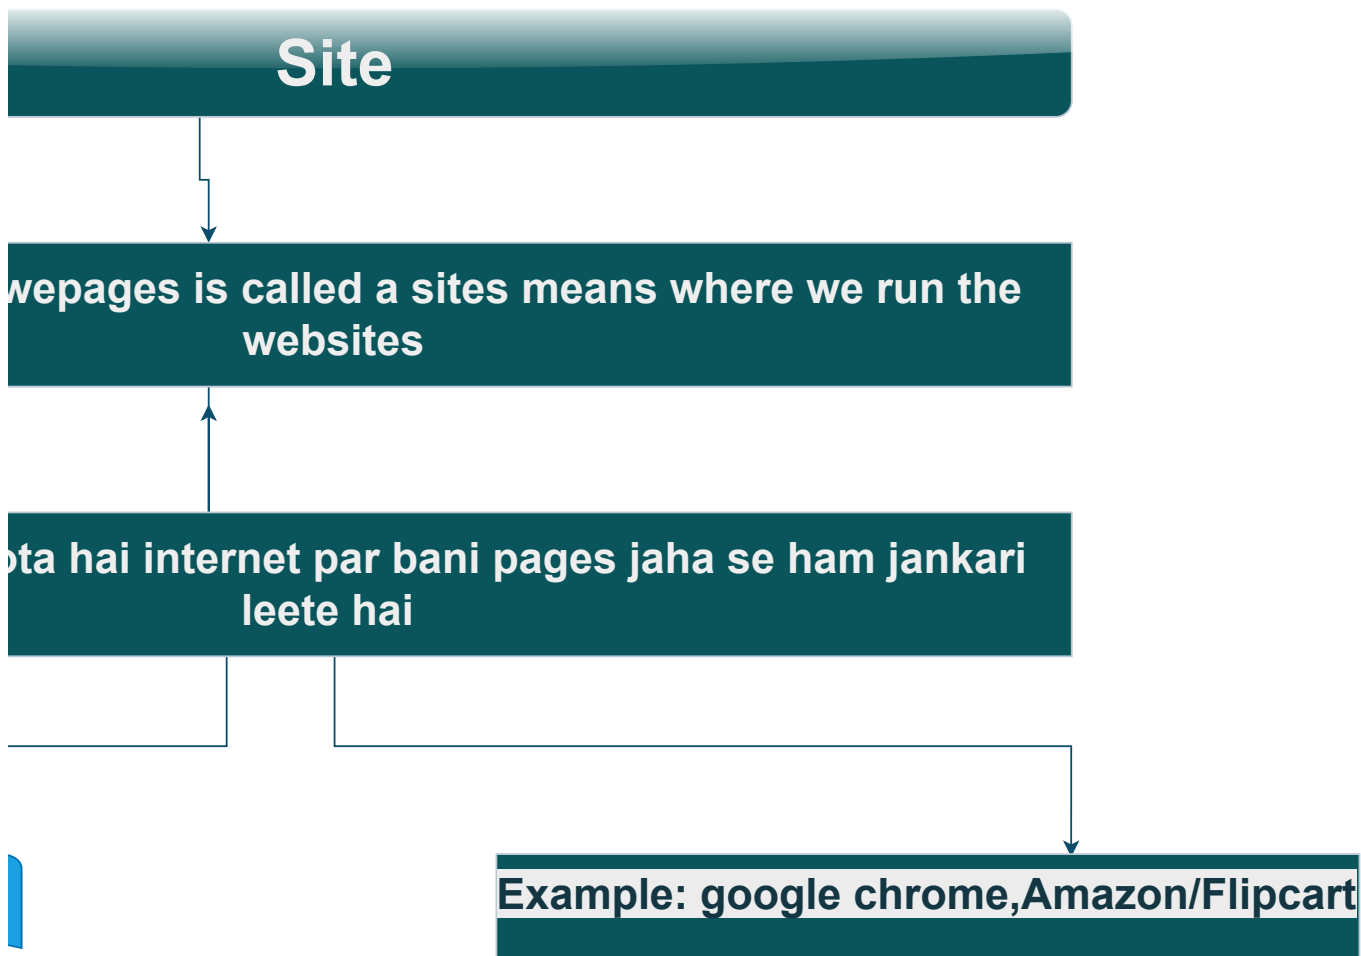 Site
wepages is called a sites means where we run the
websites
hai internet par bani pages jaha se ham jankari
leete hai
Example: google chrome,Amazon/Flipcart